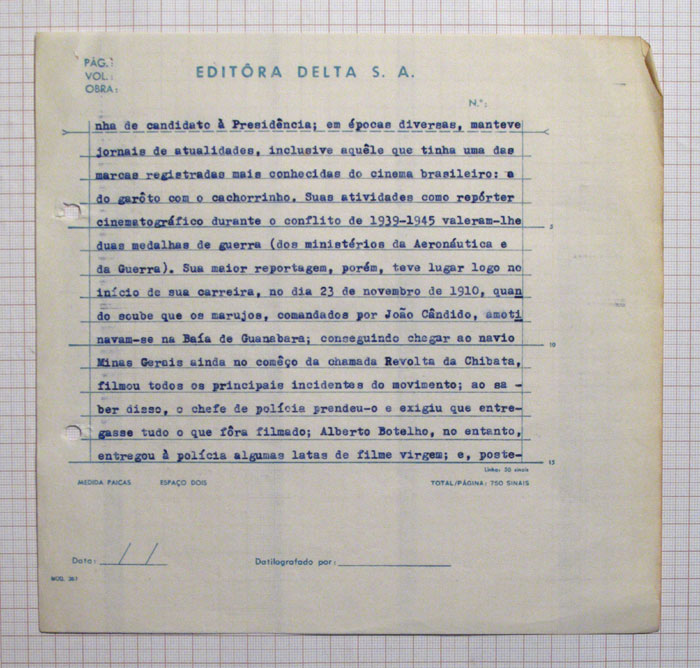 PÁG.:
VOL:
OBRA:
EDITÔRA DELTA S. A.
N.º:
nha de candidato à Presidência; em épocas diversas, manteve
jornais de atualidades, inclusive aquêle que tinha uma das
marcas registradas mais conhecidas do cinema brasileiro: a
do garôto com o cachorrinho. Suas atividades como repórter
cinematográfico durante o conflito de 1939-1945 valeram-lhe
5
duas medalhas de guerra (dos ministérios da Aeronáutica e
da Guerra). Sua maior reportagem, porém, teve lugar logo no
início de sua carreira, no dia 23 de novembro de 1910, quan
do soube que os marujos, comandados por João Cândido, amoti
navam-se na Baía de Guanabara; conseguindo chegar ao navio
10
Minas Gerais ainda no comêço da chamada Revolta da Chibata,
filmou todos os principais incidentes do movimento; ao sa -
ber disso, o chefe de polícia prendeu-o e exigiu que entre-
gasse tudo o que fôra filmado; Alberto Botelho, no entanto,
entregou à polícia algumas latas de filme virgem; e, poste-
15
Linha: 50 sinais
MEDIDA PAICAS ESPAÇO DOIS TOTAL/PÁGINA: 750 SINAIS
Data: / / Datilografado por:
MOD. 301